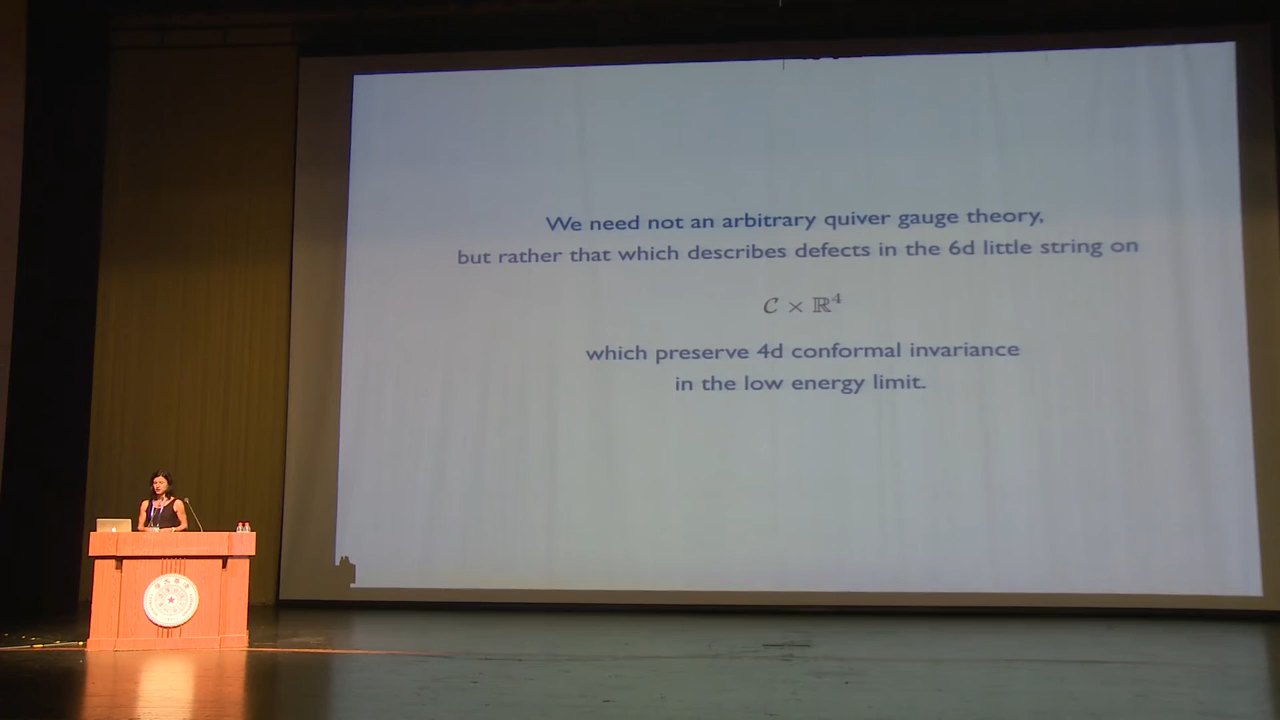 We need not an arbitrary quiver gauge theory,
but rather that which describes defects in the 6d little string on
𝒞 × ℝ⁴
which preserve 4d conformal invariance
in the low energy limit.